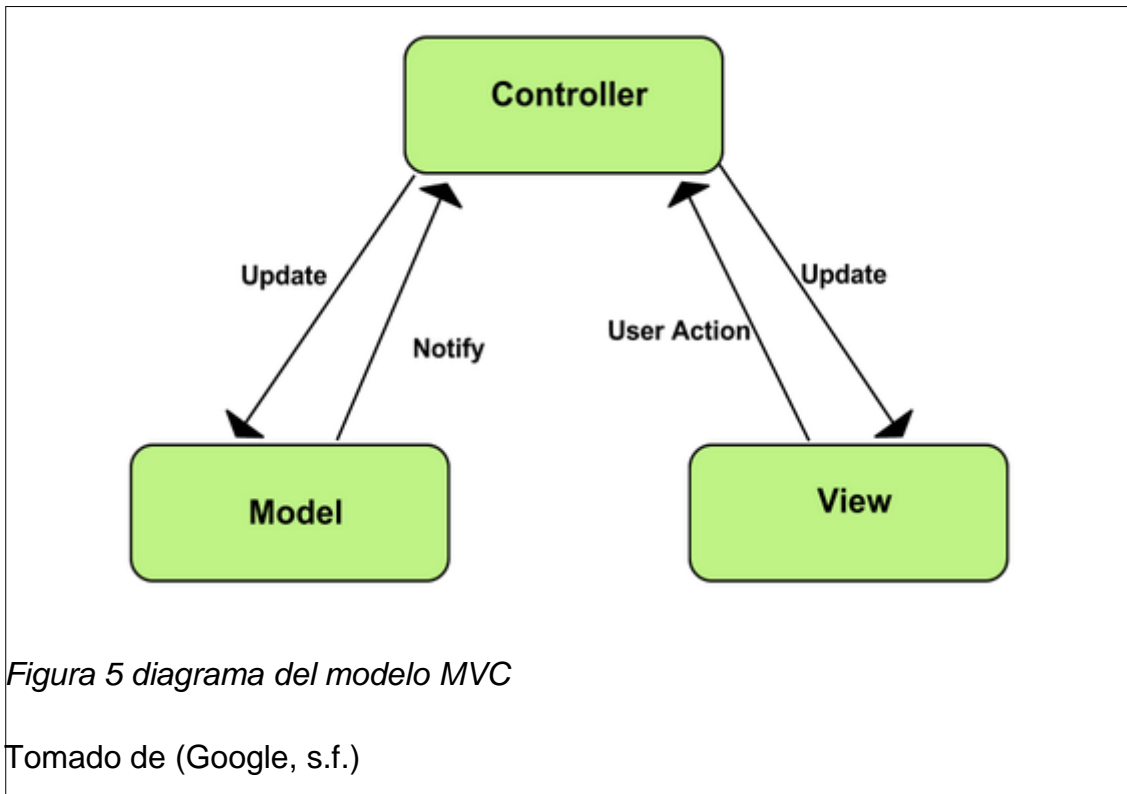 Controller
Update
Update
User Action
Notify
Model
View
Figura 5 diagrama del modelo MVC
Tomado de (Google, s.f.)